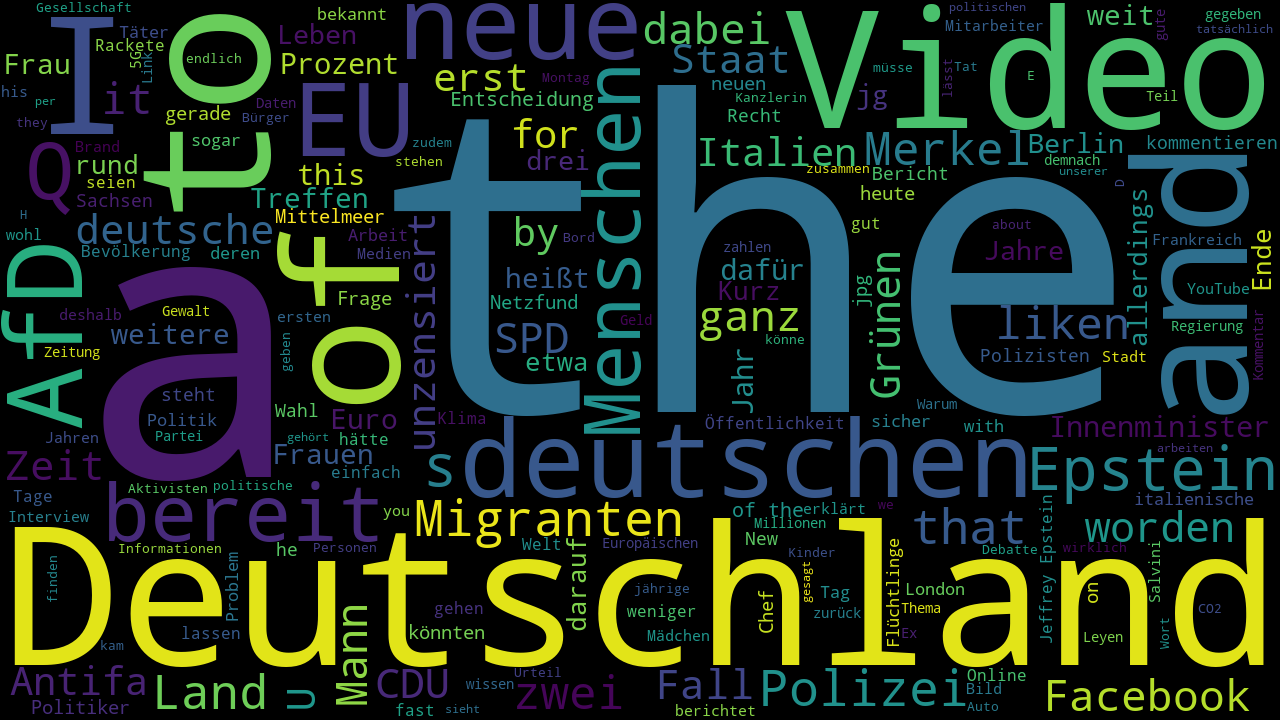 Gesellschaft
bekannt
neue
dabei
weit
politischen
Mitarbeiter
gegeben
tatsächlich
gute
I
to
Täter
Rackete
5G
Link
Leben
Prozent
Staat
Video
Frau
endlich
erst
Montag
neuen
müsse
lässt
Tat
E
Teil
his
per
it
gerade
Daten
Bürger
EU
Entscheidung
Menschen
Kanzlerin
Recht
jg
they
sogar
zudem
for
drei
Italien
Merkel
Berlin
kommentieren
Q
Brand
rund
seien
Sachsen
stehen
this
Treffen
the
zusammen
Bericht
heute
demnach
unserer
D
and
H
wohl
deutsche
Mittelmeer
of
Arbeit
Medien
by
Bord
gut
about
Jahre
allerdings
Frankreich
Ende
Bevölkerung
deren
unzensiert
heißt
zahlen
dafür
Kurz
jpg
Grünen
YouTube
AfD
a
Frage
Netzfund
deshalb
Gewalt
weitere
ersten
SPD
Geld
ganz
könne
liken
Regierung
Kommentar
Zeitung
geben
etwa
Jahr
Polizisten
Stadt
steht
Politik
Partei
Wahl
Euro
Klima
Öffentlichkeit
Warum
sicher
with
Innenminister
Jahren
gehört
hätte
Frauen
einfach
s
deutschen
arbeiten
Zeit
Epstein
Tage
Aktivisten
politische
bereit
you
Migranten
of the
erklärt
we
that
italienische
worden
Interview
Millionen
New
Informationen
he
Personen
Welt
darauf
Europäischen
Kinder
Debatte
Jeffrey Epstein
wirklich
Salvini
Deutschland
finden
Problem
jährige
gesagt
Tag
Flüchtlinge
London
on
gehen
weniger
Chef
zurück
Thema
CO2
lassen
könnten
Mädchen
Ex
Leyen
Wort
kam
Mann
Antifa
Land
U
CDU
Urteil
wissen
zwei
Fall
Polizei
Online
Bild
Facebook
Politiker
fast
sieht
berichtet
Auto